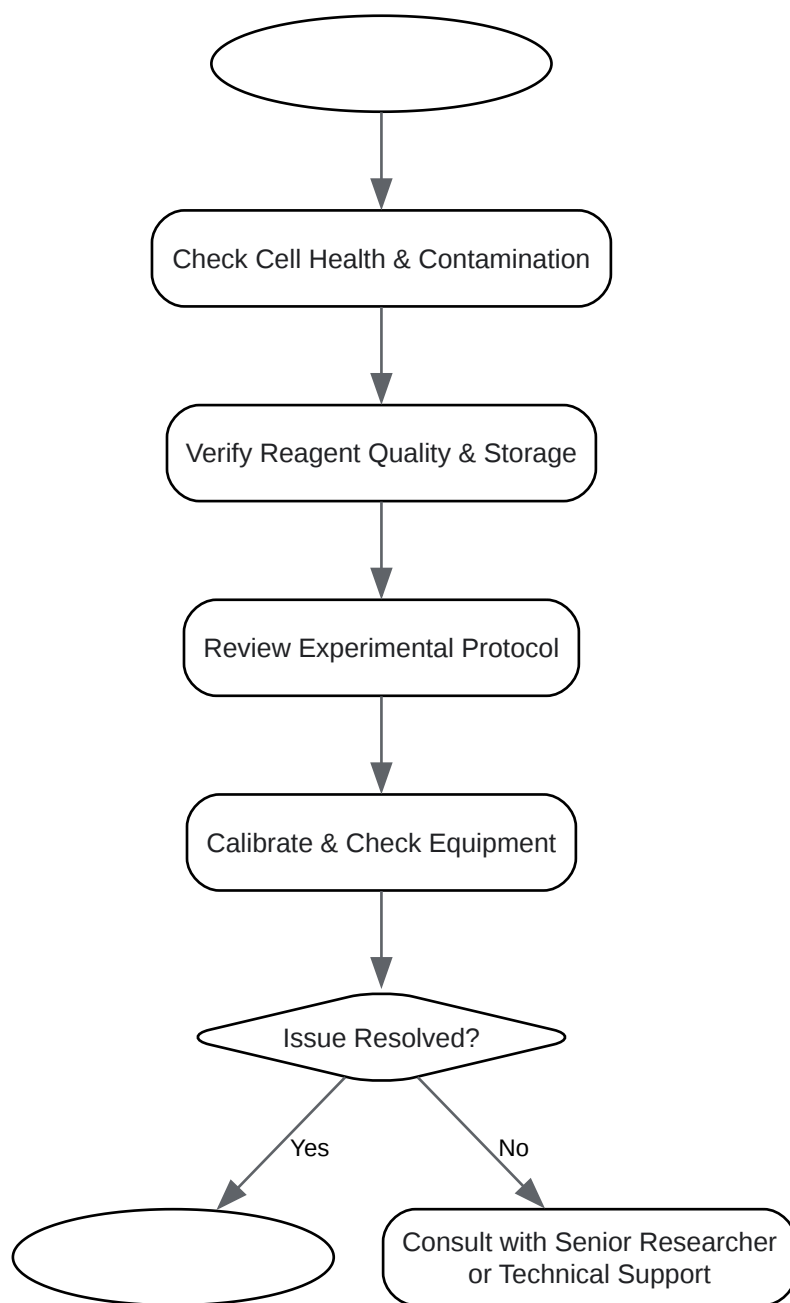 Check Cell Health & Contamination
Verify Reagent Quality & Storage
Review Experimental Protocol
Calibrate & Check Equipment
Issue Resolved?
Yes
No
Consult with Senior Researcher
or Technical Support